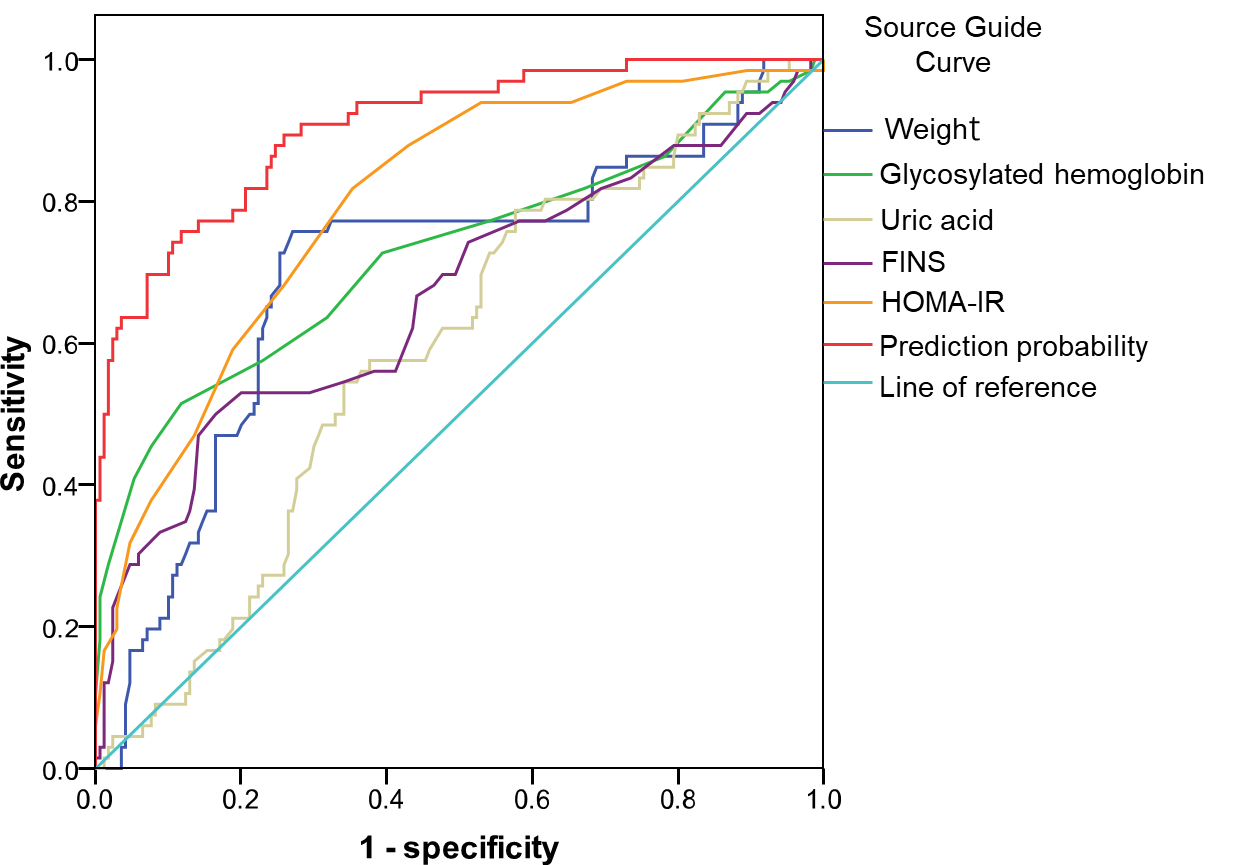 Source Guide
Curve
Weight
Glycosylated hemoglobin
Uric acid
FINS
HOMA-IR
Prediction probability
Line of reference
Sensitivity
1.0
0.8
0.6
0.4
0.2
0.0
0.0 0.2 0.4 0.6 0.8 1.0
1 - specificity